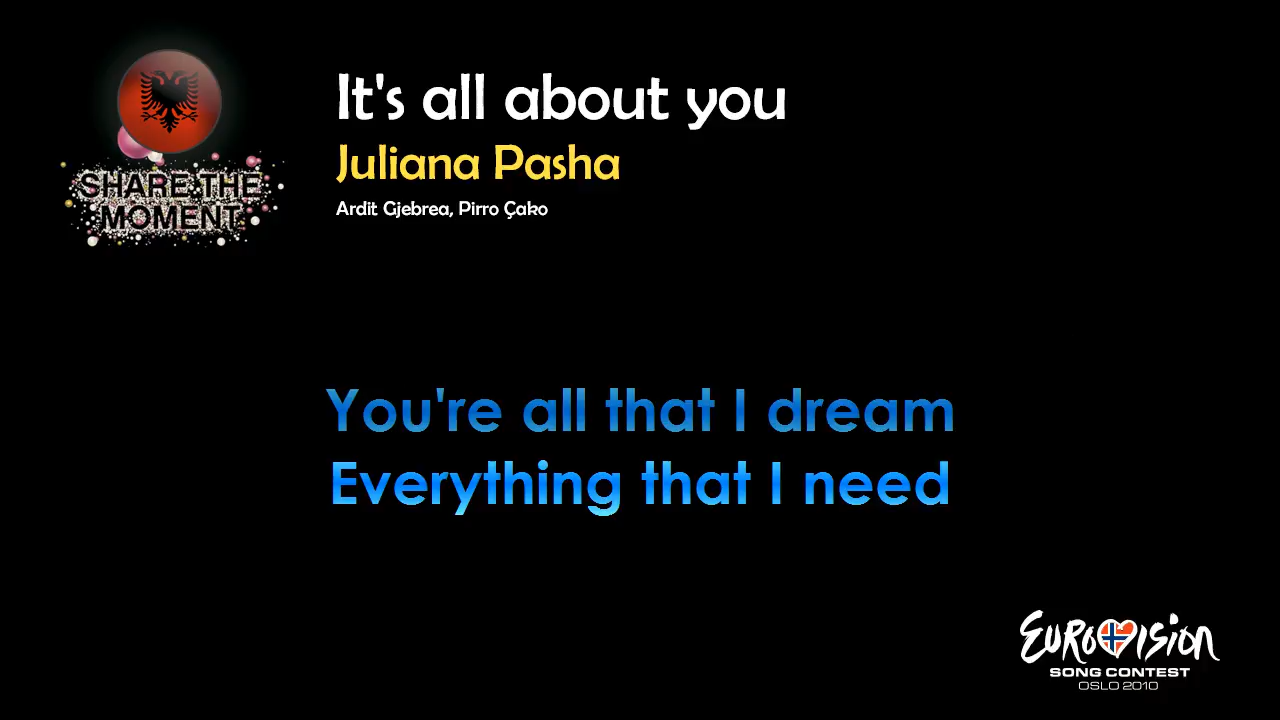 It's all about you
Juliana Pasha
Ardit Gjebrea, Pirro Çako
SHARE THE
MOMENT
You're all that I dream
Everything that I need
EUROVISION
SONG CONTEST
OSLO 2010